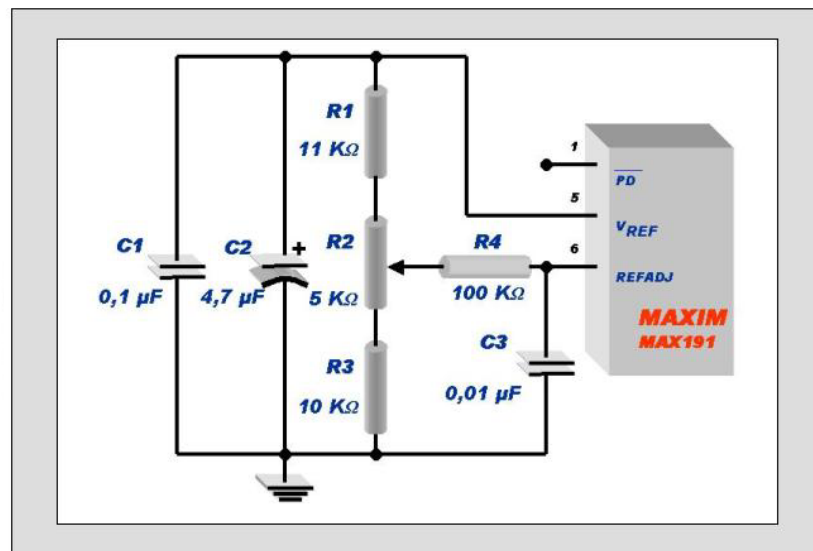 R1
11 KΩ
1
PD
5
C1
C2
+
R2
R4
VREF
6
0,1 µF
4,7 µF
5 KΩ
100 KΩ
REFADJ
MAXIM
MAX191
R3
C3
10 KΩ
0,01 µF